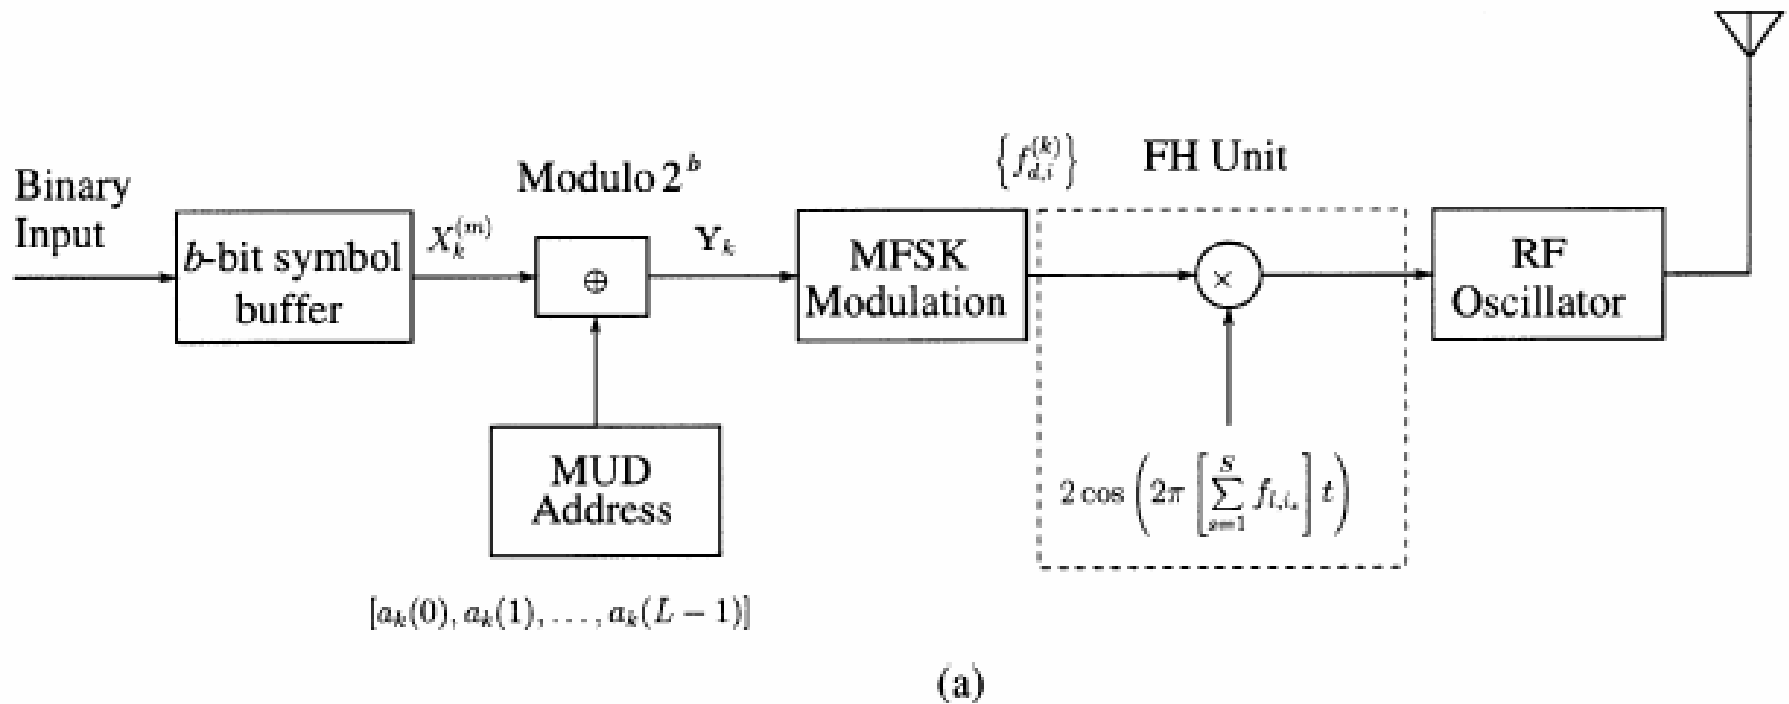 Binary
Input
b-bit symbol
buffer
X_k^{(m)}
Modulo 2^b
⊕
Y_k
MUD
Address
[a_k(0), a_k(1), . . . , a_k(L − 1)]
MFSK
Modulation
{f_{d,i}^{(k)}}
FH Unit
×
2 cos (2π [∑_{s=1}^{S} f_{l,i_s}] t)
RF
Oscillator
(a)